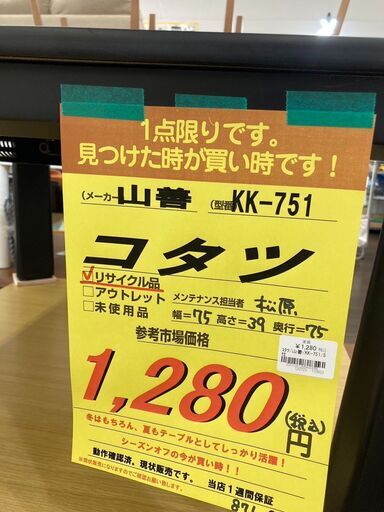 1点限りです。
見つけた時が買い時です！
(メーカー 山善 (型番 KK-751
コタツ
リサイクル品
アウトレット メンテナンス担当者 松原
未使用品 幅=75 高さ=39 奥行=75
参考市場価格
¥1,280
1,280 (税込) 円
冬はもちろん、夏もテーブルとしてしっかり活躍！
シーズンオフの今が買い時！！
動作確認済，現状販売です。 当店1週間保証